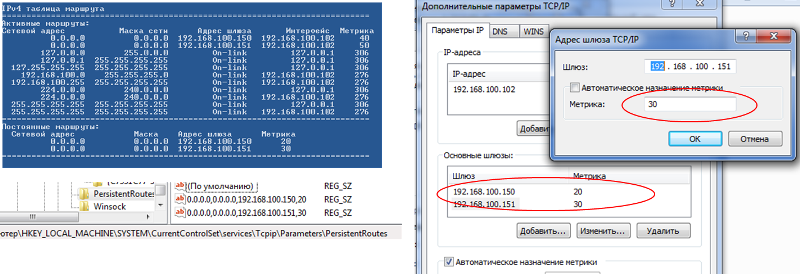 IPv4 таблица маршрута
Активные маршруты:
Сетевой адрес Маска сети Адрес шлюза Интерфейс Метрика
0.0.0.0 0.0.0.0 192.168.100.150 192.168.100.102 40
0.0.0.0 0.0.0.0 192.168.100.151 192.168.100.102 50
127.0.0.0 255.0.0.0 On-link 127.0.0.1 306
127.0.0.1 255.255.255.255 On-link 127.0.0.1 306
127.255.255.255 255.255.255.255 On-link 127.0.0.1 306
192.168.100.0 255.255.255.0 On-link 192.168.100.102 276
192.168.100.255 255.255.255.255 On-link 192.168.100.102 276
224.0.0.0 240.0.0.0 On-link 127.0.0.1 306
224.0.0.0 240.0.0.0 On-link 192.168.100.102 276
255.255.255.255 255.255.255.255 On-link 127.0.0.1 306
255.255.255.255 255.255.255.255 On-link 192.168.100.102 276
Постоянные маршруты:
Сетевой адрес Маска Адрес шлюза Метрика
0.0.0.0 0.0.0.0 192.168.100.150 20
0.0.0.0 0.0.0.0 192.168.100.151 30
(По умолчанию) REG_SZ
PersistentRoutes 0.0.0.0,0.0.0.0,192.168.100.150,20 REG_SZ
Winsock 0.0.0.0,0.0.0.0,192.168.100.151,30 REG_SZ
ютер\HKEY_LOCAL_MACHINE\SYSTEM\CurrentControlSet\services\Tcpip\Parameters\PersistentRoutes
Дополнительные параметры TCP/IP
Параметры IP DNS WINS
IP-адреса
IP-адрес
192.168.100.102
Добавить...
Основные шлюзы:
Шлюз Метрика
192.168.100.150 20
192.168.100.151 30
Добавить... Изменить... Удалить
Автоматическое назначение метрики
Адрес шлюза TCP/IP
Шлюз: 192 . 168 . 100 . 151
Автоматическое назначение метрики
Метрика: 30
OK Отмена